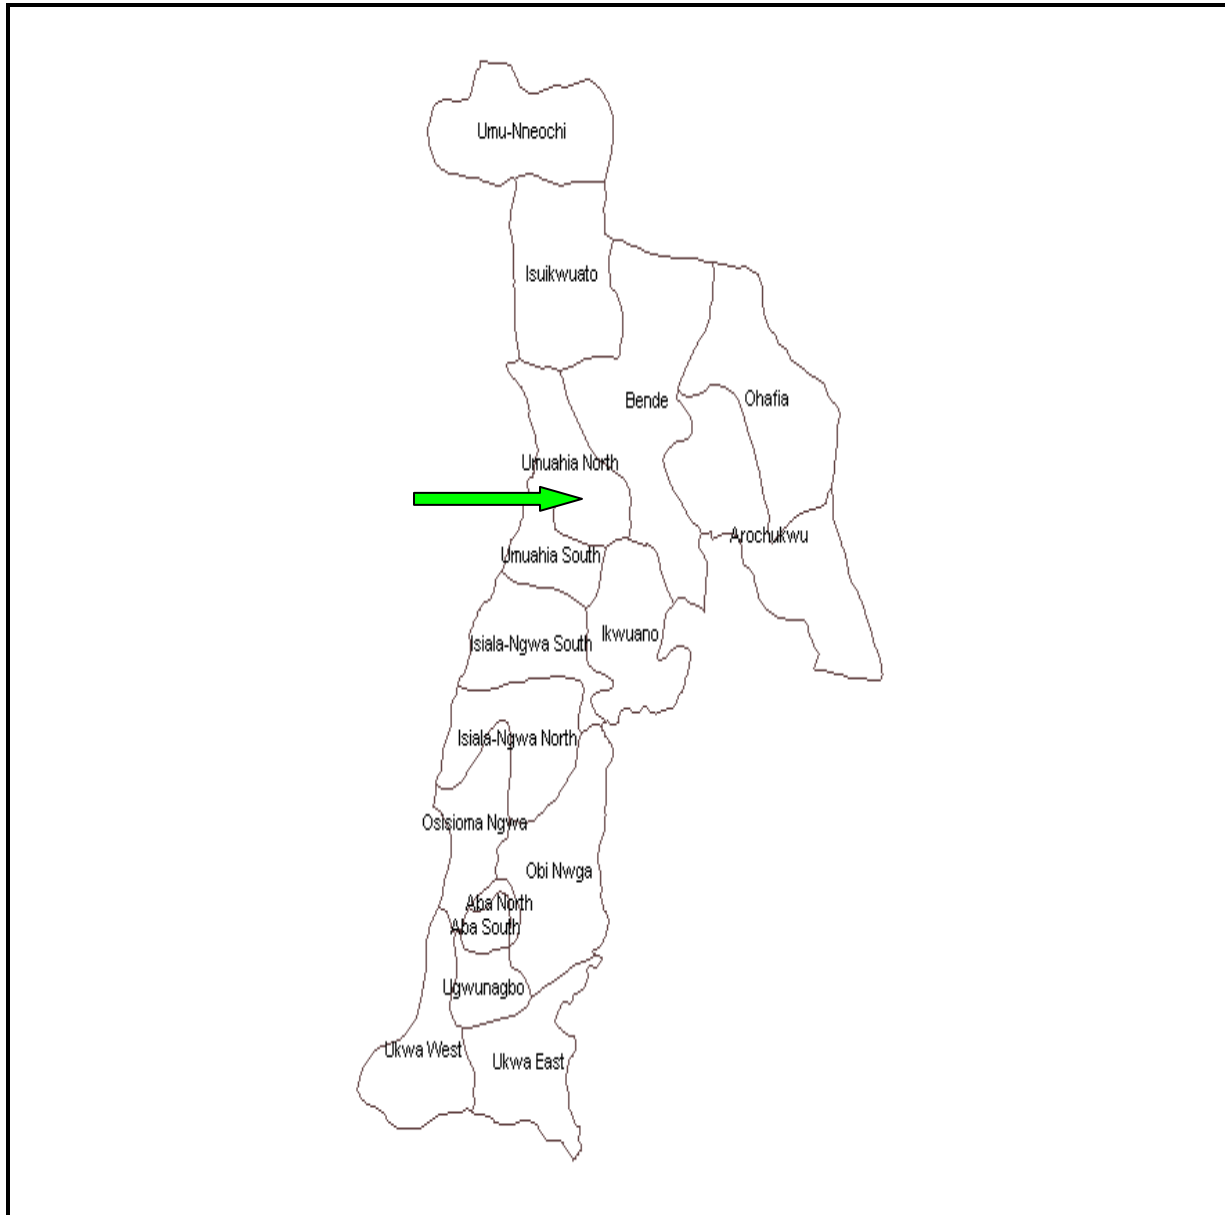 Umu-Nneochi
Isuikwuato
Bende
Ohafia
Umuahia North
Arochukwu
Umuahia South
Ikwuano
Isiala-Ngwa South
Isiala-Ngwa North
Osisioma Ngwa
Obi Nwga
Aba North
Aba South
Ugwunagbo
Ukwa West
Ukwa East